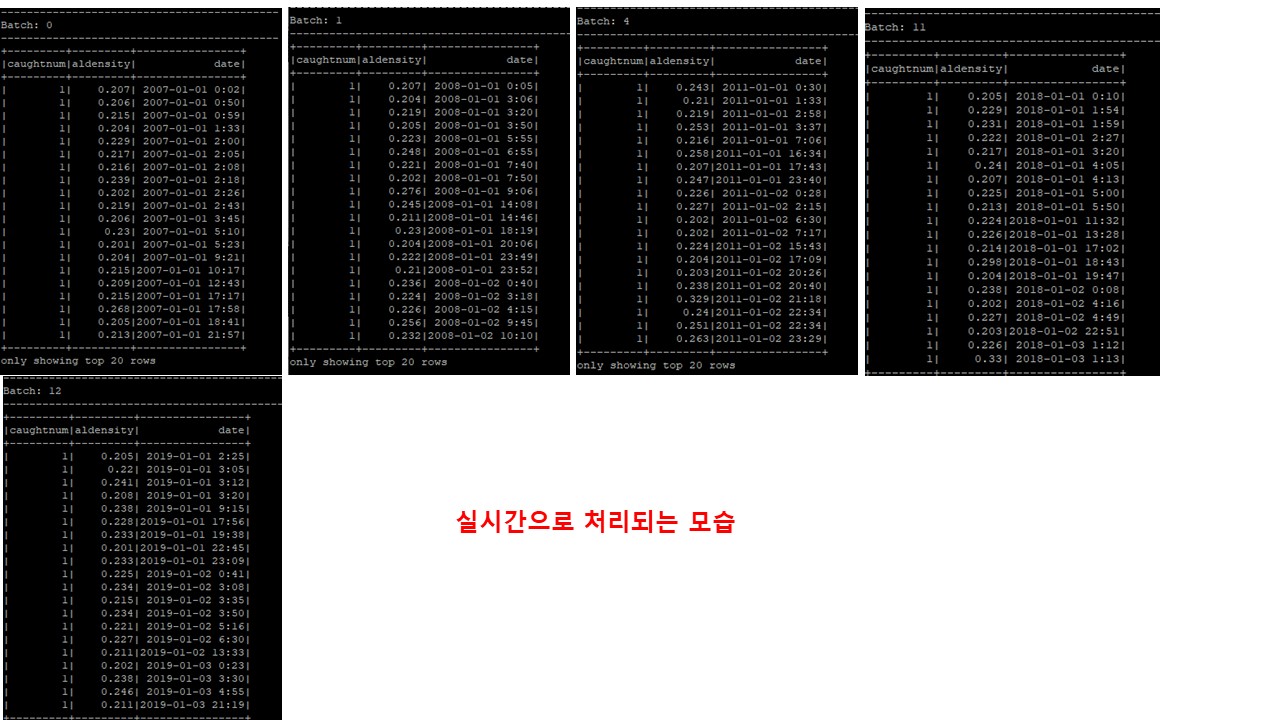 Batch: 0
|caughtnum|aldensity|            date|
|        1|    0.207| 2007-01-01 0:02|
|        1|    0.206| 2007-01-01 0:50|
|        1|    0.215| 2007-01-01 0:59|
|        1|    0.204| 2007-01-01 1:33|
|        1|    0.229| 2007-01-01 2:00|
|        1|    0.217| 2007-01-01 2:05|
|        1|    0.216| 2007-01-01 2:08|
|        1|    0.239| 2007-01-01 2:18|
|        1|    0.202| 2007-01-01 2:26|
|        1|    0.219| 2007-01-01 2:43|
|        1|    0.206| 2007-01-01 3:45|
|        1|     0.23| 2007-01-01 5:10|
|        1|    0.201| 2007-01-01 5:23|
|        1|    0.204| 2007-01-01 9:21|
|        1|    0.215|2007-01-01 10:17|
|        1|    0.209|2007-01-01 12:43|
|        1|    0.215|2007-01-01 17:17|
|        1|    0.268|2007-01-01 17:58|
|        1|    0.205|2007-01-01 18:41|
|        1|    0.213|2007-01-01 21:57|
only showing top 20 rows
Batch: 1
|caughtnum|aldensity|            date|
|        1|    0.207| 2008-01-01 0:05|
|        1|    0.204| 2008-01-01 3:06|
|        1|    0.219| 2008-01-01 3:20|
|        1|    0.205| 2008-01-01 3:50|
|        1|    0.223| 2008-01-01 5:55|
|        1|    0.248| 2008-01-01 6:55|
|        1|    0.221| 2008-01-01 7:40|
|        1|    0.202| 2008-01-01 7:50|
|        1|    0.276| 2008-01-01 9:06|
|        1|    0.245|2008-01-01 14:08|
|        1|    0.211|2008-01-01 14:46|
|        1|     0.23|2008-01-01 18:19|
|        1|    0.204|2008-01-01 20:06|
|        1|    0.222|2008-01-01 23:49|
|        1|     0.21|2008-01-01 23:52|
|        1|    0.236| 2008-01-02 0:40|
|        1|    0.224| 2008-01-02 3:18|
|        1|    0.226| 2008-01-02 4:15|
|        1|    0.256| 2008-01-02 9:45|
|        1|    0.232|2008-01-02 10:10|
only showing top 20 rows
Batch: 4
|caughtnum|aldensity|            date|
|        1|    0.243| 2011-01-01 0:30|
|        1|     0.21| 2011-01-01 1:33|
|        1|    0.219| 2011-01-01 2:58|
|        1|    0.253| 2011-01-01 3:37|
|        1|    0.216| 2011-01-01 7:06|
|        1|    0.258|2011-01-01 16:34|
|        1|    0.207|2011-01-01 17:43|
|        1|    0.247|2011-01-01 23:40|
|        1|    0.226| 2011-01-02 0:28|
|        1|    0.227| 2011-01-02 2:15|
|        1|    0.202| 2011-01-02 6:30|
|        1|    0.202| 2011-01-02 7:17|
|        1|    0.224|2011-01-02 15:43|
|        1|    0.204|2011-01-02 17:09|
|        1|    0.203|2011-01-02 20:26|
|        1|    0.238|2011-01-02 20:40|
|        1|    0.329|2011-01-02 21:18|
|        1|     0.24|2011-01-02 22:34|
|        1|    0.251|2011-01-02 22:34|
|        1|    0.263|2011-01-02 23:29|
only showing top 20 rows
Batch: 11
|caughtnum|aldensity|            date|
|        1|    0.205| 2018-01-01 0:10|
|        1|    0.229| 2018-01-01 1:54|
|        1|    0.231| 2018-01-01 1:59|
|        1|    0.222| 2018-01-01 2:27|
|        1|    0.217| 2018-01-01 3:20|
|        1|     0.24| 2018-01-01 4:05|
|        1|    0.207| 2018-01-01 4:13|
|        1|    0.225| 2018-01-01 5:00|
|        1|    0.213| 2018-01-01 5:50|
|        1|    0.224|2018-01-01 11:32|
|        1|    0.226|2018-01-01 13:28|
|        1|    0.214|2018-01-01 17:02|
|        1|    0.298|2018-01-01 18:43|
|        1|    0.204|2018-01-01 19:47|
|        1|    0.238| 2018-01-02 0:08|
|        1|    0.202| 2018-01-02 4:16|
|        1|    0.227| 2018-01-02 4:49|
|        1|    0.203|2018-01-02 22:51|
|        1|    0.226| 2018-01-03 1:12|
|        1|     0.33| 2018-01-03 1:13|
Batch: 12
|caughtnum|aldensity|            date|
|        1|    0.205| 2019-01-01 2:25|
|        1|     0.22| 2019-01-01 3:05|
|        1|    0.241| 2019-01-01 3:12|
|        1|    0.208| 2019-01-01 3:20|
|        1|    0.238| 2019-01-01 9:15|
|        1|    0.228|2019-01-01 17:56|
|        1|    0.233|2019-01-01 19:38|
|        1|    0.201|2019-01-01 22:45|
|        1|    0.233|2019-01-01 23:09|
|        1|    0.225| 2019-01-02 0:41|
|        1|    0.234| 2019-01-02 3:08|
|        1|    0.215| 2019-01-02 3:35|
|        1|    0.234| 2019-01-02 3:50|
|        1|    0.221| 2019-01-02 5:16|
|        1|    0.227| 2019-01-02 6:30|
|        1|    0.211|2019-01-02 13:33|
|        1|    0.202| 2019-01-03 0:23|
|        1|    0.238| 2019-01-03 3:30|
|        1|    0.246| 2019-01-03 4:55|
|        1|    0.211|2019-01-03 21:19|
실시간으로 처리되는 모습